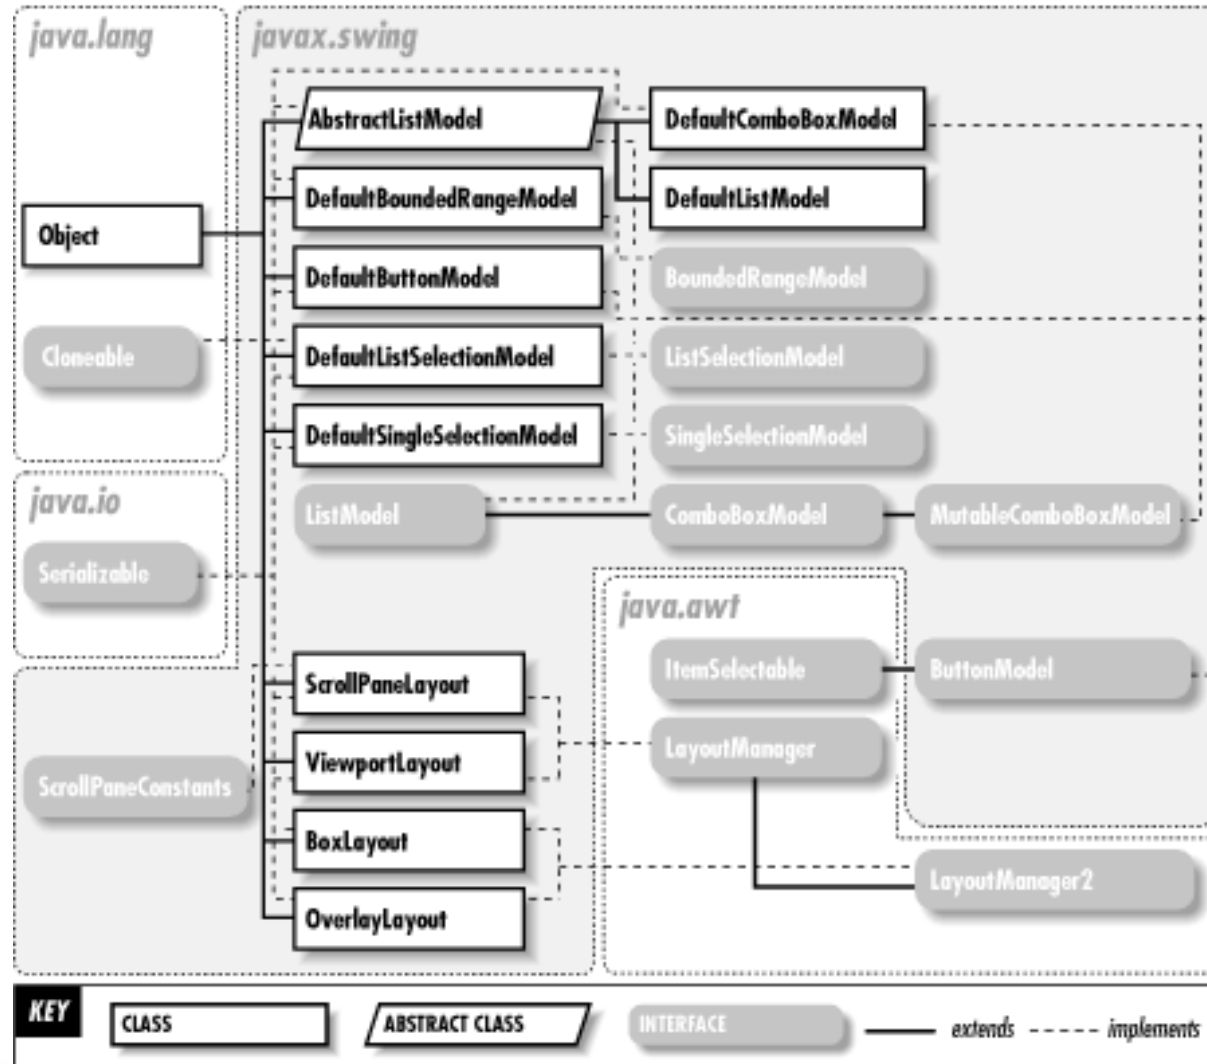 java.lang
javax.swing
AbstractListModel
DefaultComboBoxModel
DefaultBoundedRangeModel
DefaultListModel
Object
DefaultButtonModel
BoundedRangeModel
Cloneable
DefaultListSelectionModel
ListSelectionModel
DefaultSingleSelectionModel
SingleSelectionModel
java.io
ListModel
ComboBoxModel
MutableComboBoxModel
Serializable
java.awt
ScrollPaneLayout
ItemSelectable
ButtonModel
ViewportLayout
LayoutManager
ScrollPaneConstants
BoxLayout
LayoutManager2
OverlayLayout
KEY
CLASS
ABSTRACT CLASS
INTERFACE
extends
implements